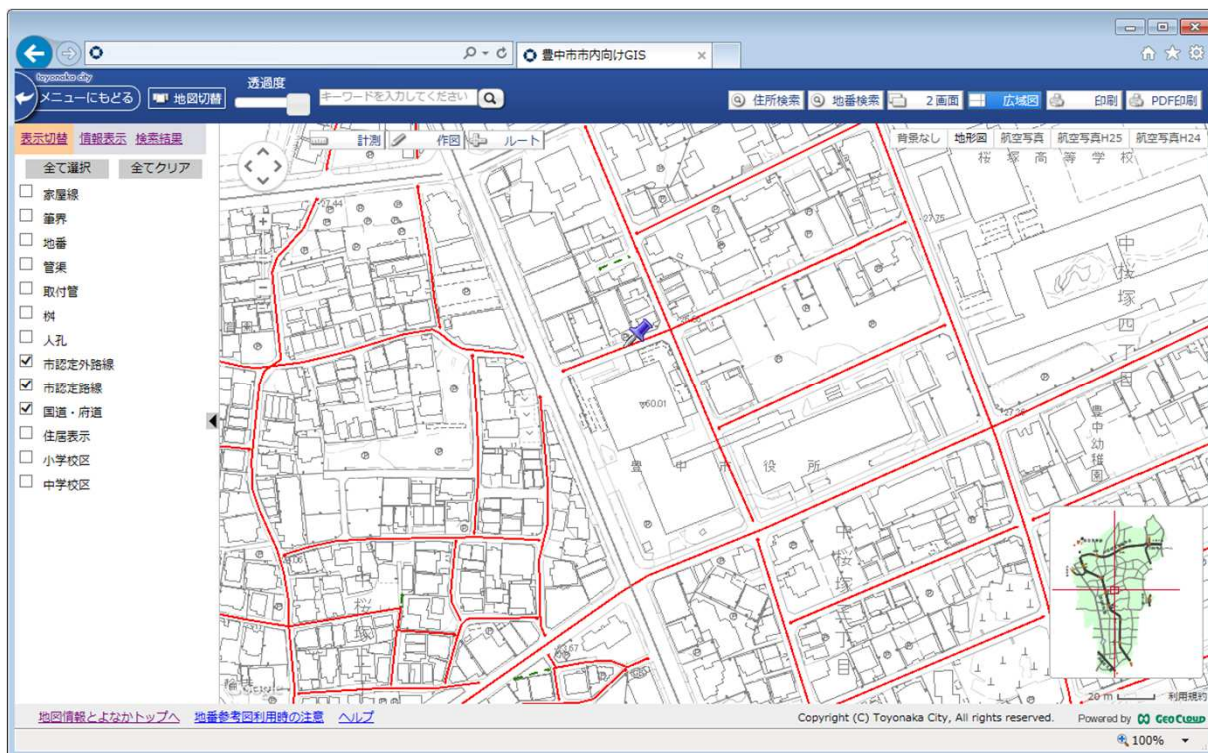 豊中市市内向けGIS
toyonaka city
メニューにもどる
地図切替
透過度
キーワードを入力してください
住所検索
地番検索
2画面
広域図
印刷
PDF印刷
表示切替 情報表示 検索結果
全て選択 全てクリア
家屋線
筆界
地番
管渠
取付管
桝
人孔
市認定外路線
市認定路線
国道・府道
住居表示
小学校区
中学校区
計測
作図
ルート
背景なし
地形図
航空写真
航空写真H25
航空写真H24
桜塚高等学校
27.44
27.75
中桜塚四丁目
60.01
豊中市役所
27.26
豊中幼稚園
20 m
利用規約
地図情報とよなかトップへ 地番参考図利用時の注意 ヘルプ
Copyright (C) Toyonaka City, All rights reserved.
Powered by GEO CLOUD
100%